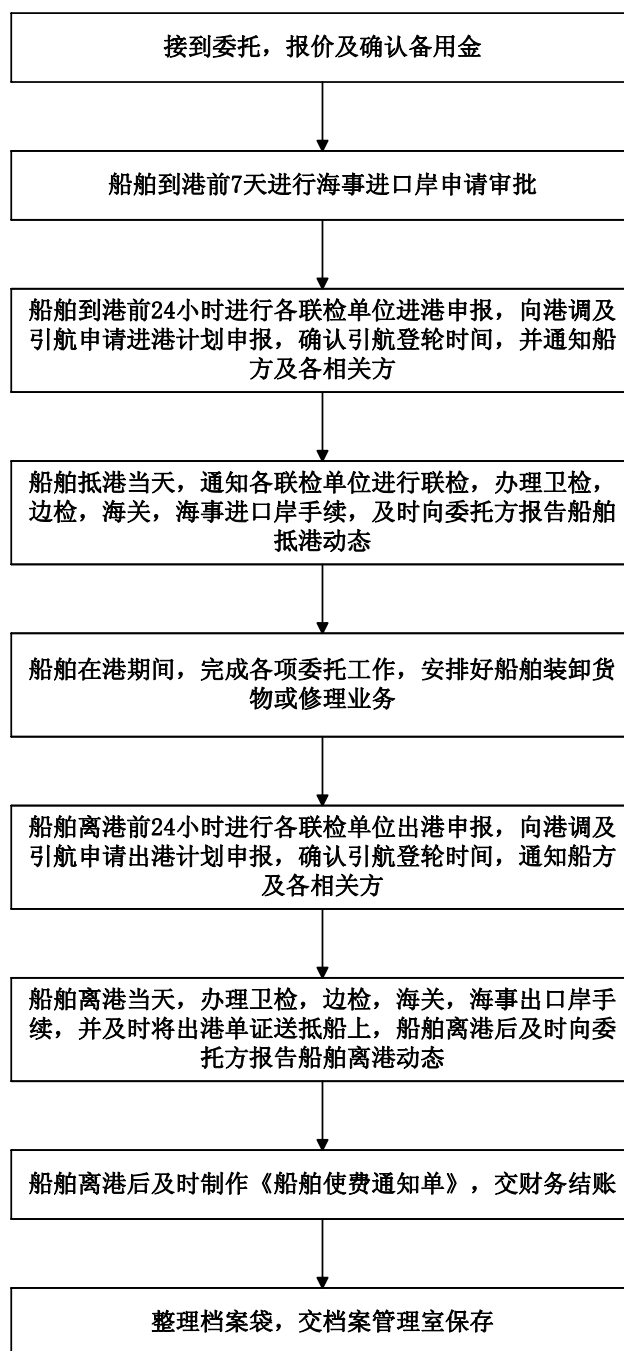 接到委托，报价及确认备用金
船舶到港前7天进行海事进口岸申请审批
船舶到港前24小时进行各联检单位进港申报，向港调及
引航申请进港计划申报，确认引航登轮时间，并通知船
方及各相关方
船舶抵港当天，通知各联检单位进行联检，办理卫检，
边检，海关，海事进口岸手续，及时向委托方报告船舶
抵港动态
船舶在港期间，完成各项委托工作，安排好船舶装卸货
物或修理业务
船舶离港前24小时进行各联检单位出港申报，向港调及
引航申请出港计划申报，确认引航登轮时间，通知船方
及各相关方
船舶离港当天，办理卫检，边检，海关，海事出口岸手
续，并及时将出港单证送抵船上，船舶离港后及时向委
托方报告船舶离港动态
船舶离港后及时制作《船舶使费通知单》，交财务结账
整理档案袋，交档案管理室保存